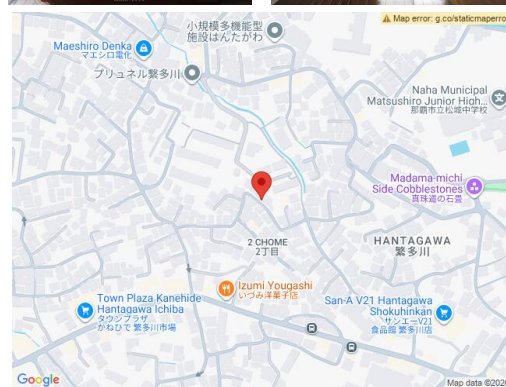 Map error: g.co/staticmaperro
小規模多機能型
施設はんたがわ
Maeshiro Denka
マエシロ電化
プリュネル繁多川
Naha Municipal
Matsushiro Junior High...
那覇市立松城中学校
Madama-michi
Side Cobblestones
真珠道の石畳
2 CHOME
2丁目
HANTAGAWA
繁多川
Izumi Yougashi
いづみ洋菓子店
Town Plaza Kanehide
Hantagawa Ichiba
タウンプラザ
かねひで 繁多川市場
San-A V21 Hantagawa
Shokuhinkan
サンエーV21
食品館 繁多川店
Google
Map data ©2026